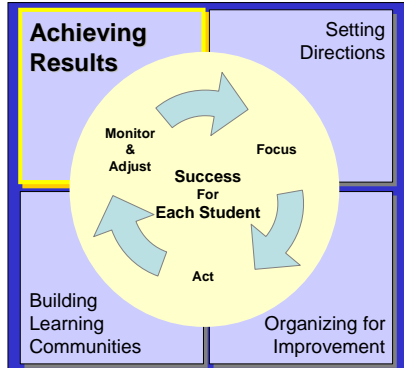 Achieving
Results
Setting
Directions
Monitor
&
Adjust
Focus
Success
For
Each Student
Act
Building
Learning
Communities
Organizing for
Improvement